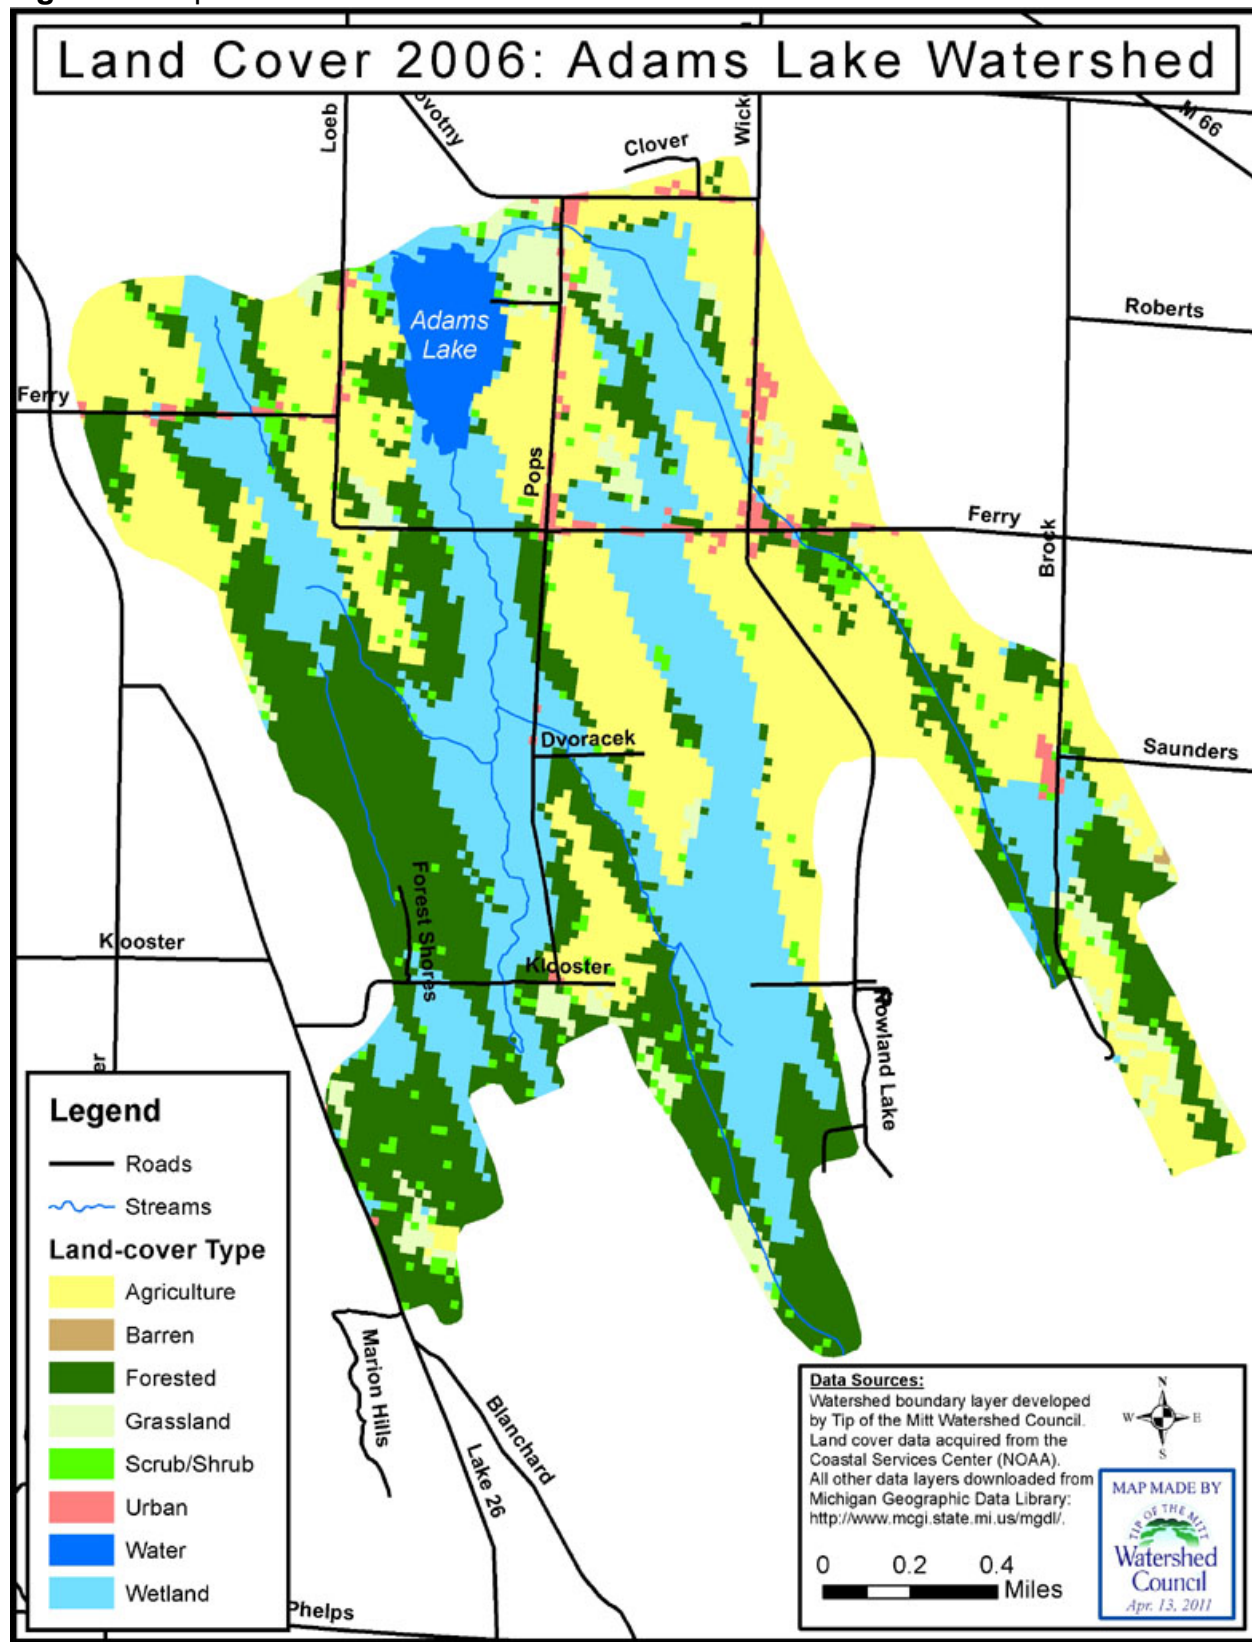 Land Cover 2006: Adams Lake Watershed
Loeb
Clover
M 66
Adams
Lake
Roberts
Ferry
Pops
Ferry
Brock
Dvoracek
Saunders
Forest Shores
Klooster
Klooster
Rowland Lake
Legend
Roads
Streams
Land-cover Type
Agriculture
Barren
Forested
Grassland
Scrub/Shrub
Urban
Water
Wetland
Marion Hills
Blanchard
Lake 26
Phelps
Data Sources:
Watershed boundary layer developed
by Tip of the Mitt Watershed Council.
Land cover data acquired from the
Coastal Services Center (NOAA).
All other data layers downloaded from
Michigan Geographic Data Library:
http://www.mcgi.state.mi.us/mgdl/.
N
W E
S
0 0.2 0.4
Miles
MAP MADE BY
TIP OF THE MITT
Watershed
Council
Apr. 13, 2011